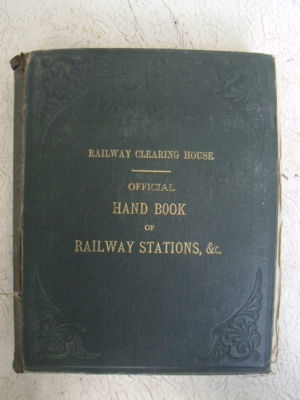 RAILWAY CLEARING HOUSE.
OFFICIAL
HAND BOOK
OF
RAILWAY STATIONS, &c.